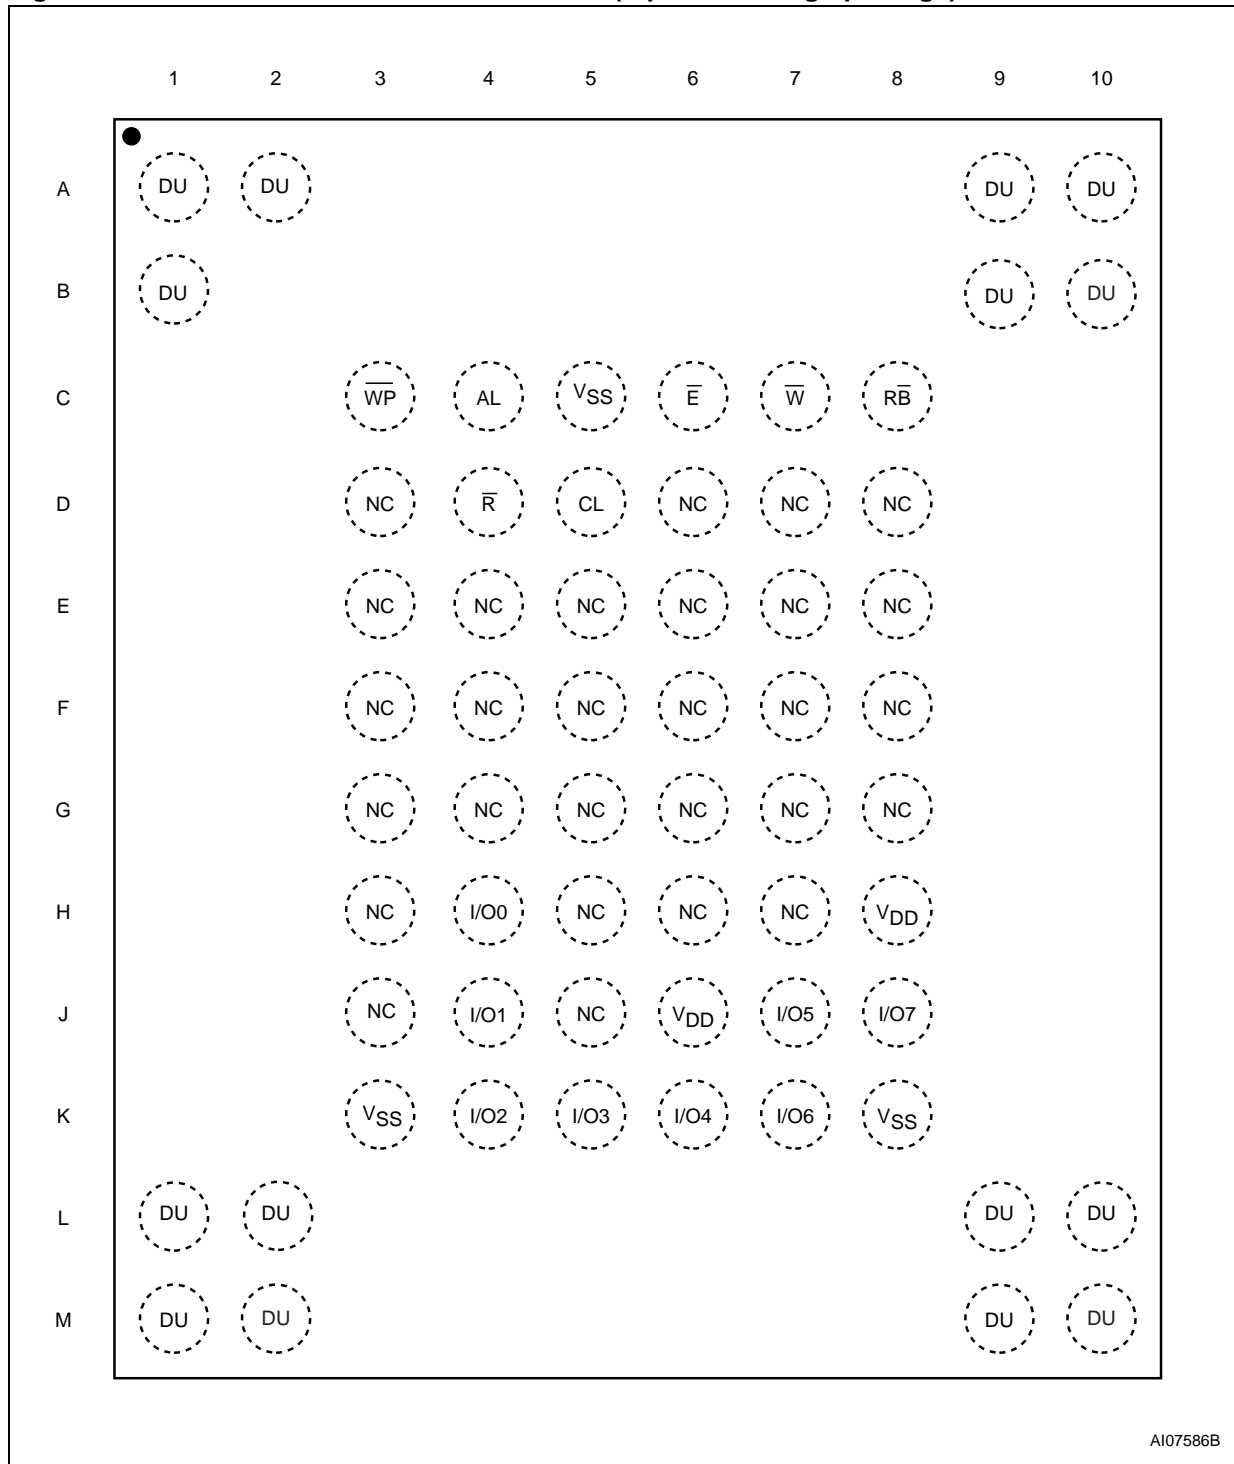 1 2 3 4 5 6 7 8 9 10
A DU DU DU DU
B DU DU DU
C W̅P̅ AL VSS E̅ W̅ RB̅
D NC R̅ CL NC NC NC
E NC NC NC NC NC NC
F NC NC NC NC NC NC
G NC NC NC NC NC NC
H NC I/O0 NC NC NC VDD
J NC I/O1 NC VDD I/O5 I/O7
K VSS I/O2 I/O3 I/O4 I/O6 VSS
L DU DU DU DU
M DU DU DU DU
AI07586B